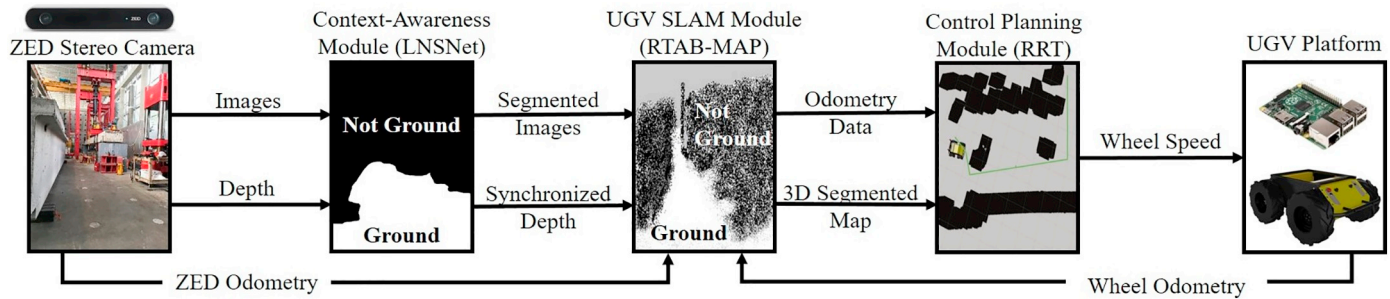 ZED
ZED Stereo Camera
Context-Awareness
Module (LNSNet)
UGV SLAM Module
(RTAB-MAP)
Control Planning
Module (RRT)
UGV Platform
Images
Depth
Not Ground
Ground
Segmented
Images
Synchronized
Depth
Not
Ground
Ground
Odometry
Data
3D Segmented
Map
Wheel Speed
ZED Odometry
Wheel Odometry